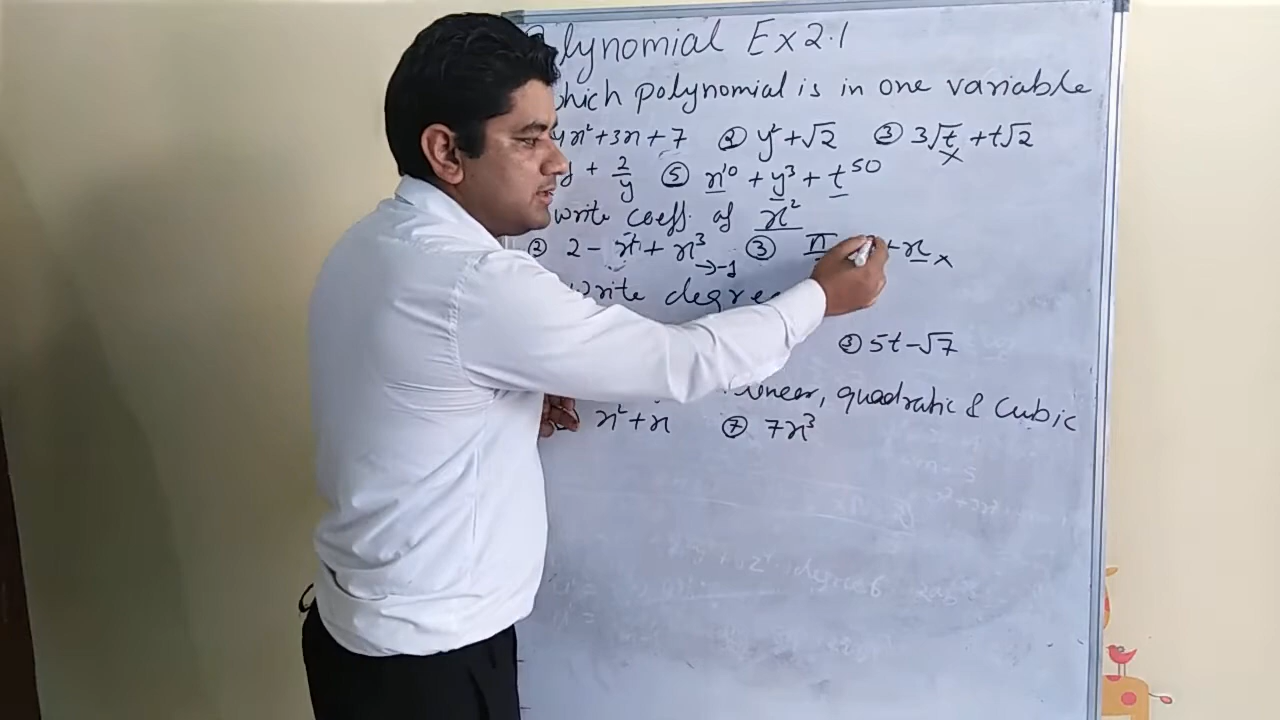 lynomial Ex 2.1
which polynomial is in one variable
4x² + 3x + 7 ② y² + √2 ③ 3√t + t√2
x
y + 2/y ⑤ x¹⁰ + y³ + t⁵⁰
write coeff. of x²
② 2 - x² + x³ ③ π + x x
→ -1
write degree
③ 5t - √7
linear, quadratic & Cubic
x² + x ⑦ 7x³